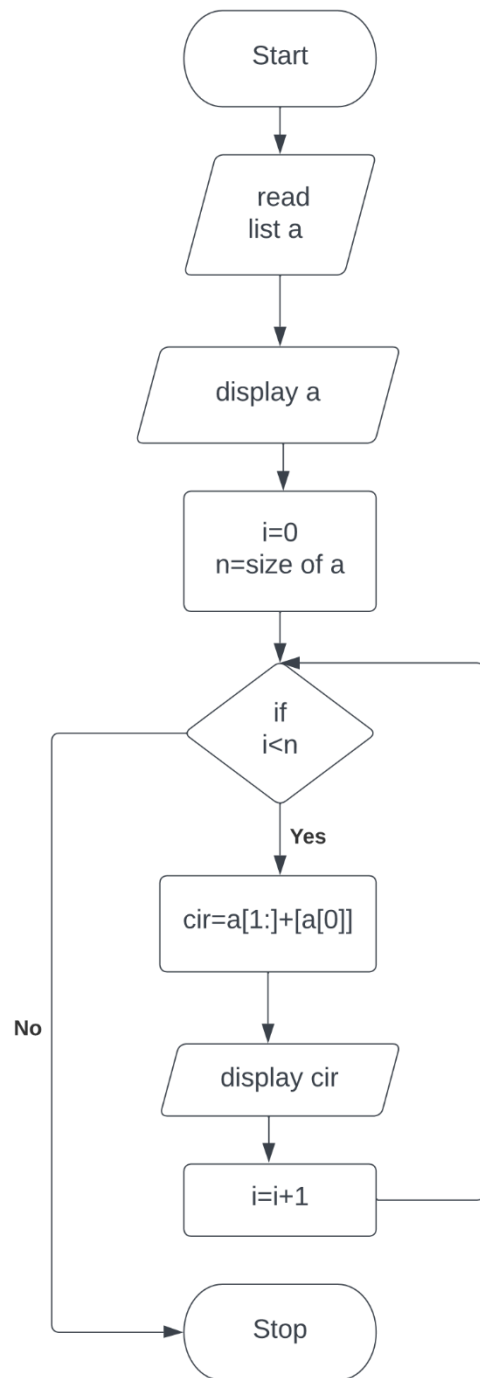 Start
read
list a
display a
i=0
n=size of a
if
i<n
Yes
cir=a[1:]+[a[0]]
No
display cir
i=i+1
Stop